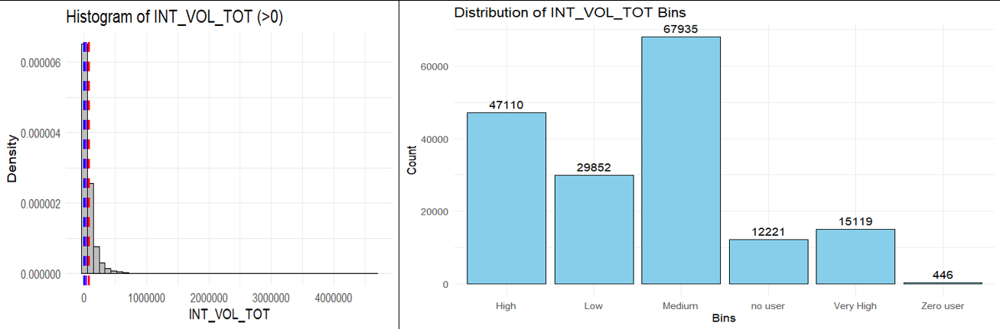 Histogram of INT_VOL_TOT (>0)
Density
0.000006
0.000004
0.000002
0.000000
0
1000000
2000000
3000000
4000000
INT_VOL_TOT
Distribution of INT_VOL_TOT Bins
Count
60000
40000
20000
0
47110
29852
67935
12221
15119
446
High
Low
Medium
no user
Very High
Zero user
Bins